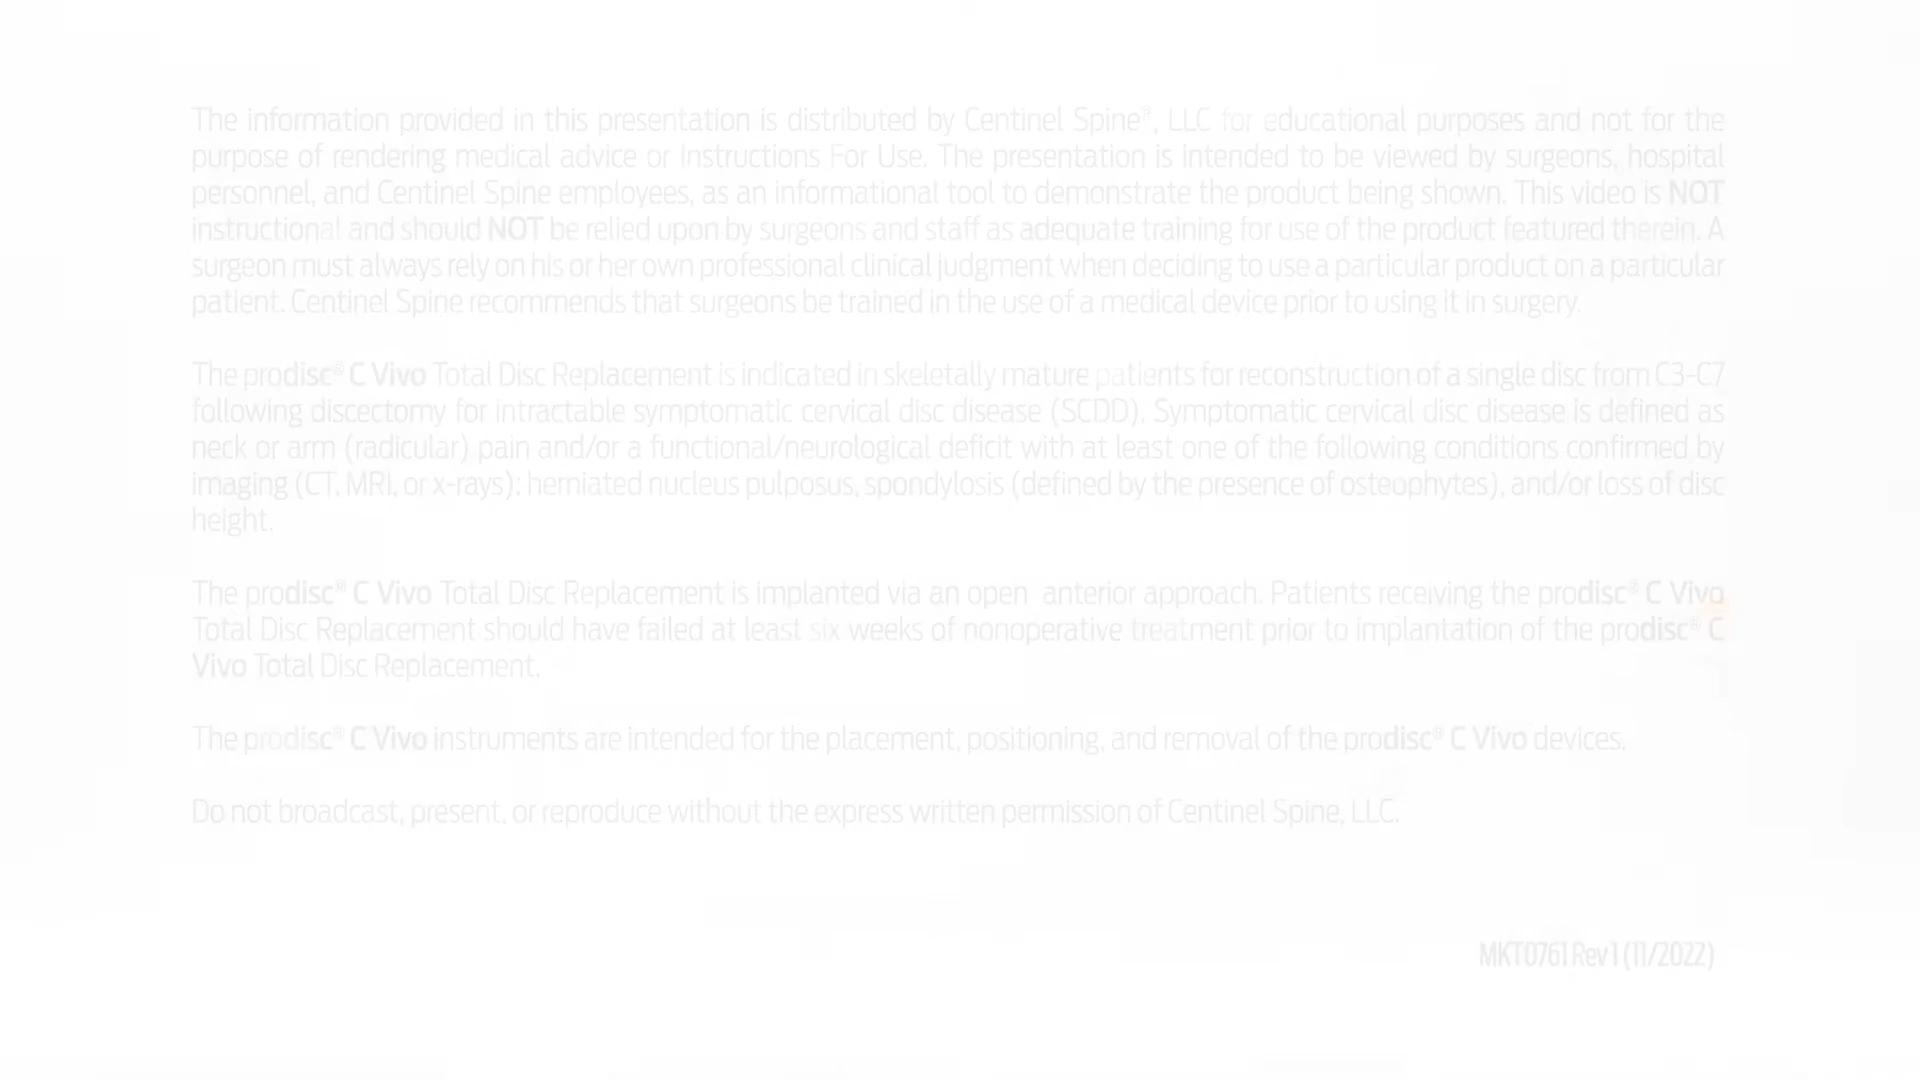 The information provided in this presentation is distributed by Centinel Spine®, LLC for educational purposes and not for the
purpose of rendering medical advice or Instructions For Use. The presentation is intended to be viewed by surgeons, hospital
personnel, and Centinel Spine employees, as an informational tool to demonstrate the product being shown. This video is NOT
instructional and should NOT be relied upon by surgeons and staff as adequate training for use of the product featured therein. A
surgeon must always rely on his or her own professional clinical judgment when deciding to use a particular product on a particular
patient. Centinel Spine recommends that surgeons be trained in the use of a medical device prior to using it in surgery.
The prodisc® C Vivo Total Disc Replacement is indicated in skeletally mature patients for reconstruction of a single disc from C3-C7
following discectomy for intractable symptomatic cervical disc disease (SCDD). Symptomatic cervical disc disease is defined as
neck or arm (radicular) pain and/or a functional/neurological deficit with at least one of the following conditions confirmed by
imaging (CT, MRI, or x-rays): herniated nucleus pulposus, spondylosis (defined by the presence of osteophytes), and/or loss of disc
height.
The prodisc® C Vivo Total Disc Replacement is implanted via an open anterior approach. Patients receiving the prodisc® C Vivo
Total Disc Replacement should have failed at least six weeks of nonoperative treatment prior to implantation of the prodisc® C
Vivo Total Disc Replacement.
The prodisc® C Vivo instruments are intended for the placement, positioning, and removal of the prodisc® C Vivo devices.
Do not broadcast, present, or reproduce without the express written permission of Centinel Spine, LLC.
MKT0761 Rev 1 (11/2022)